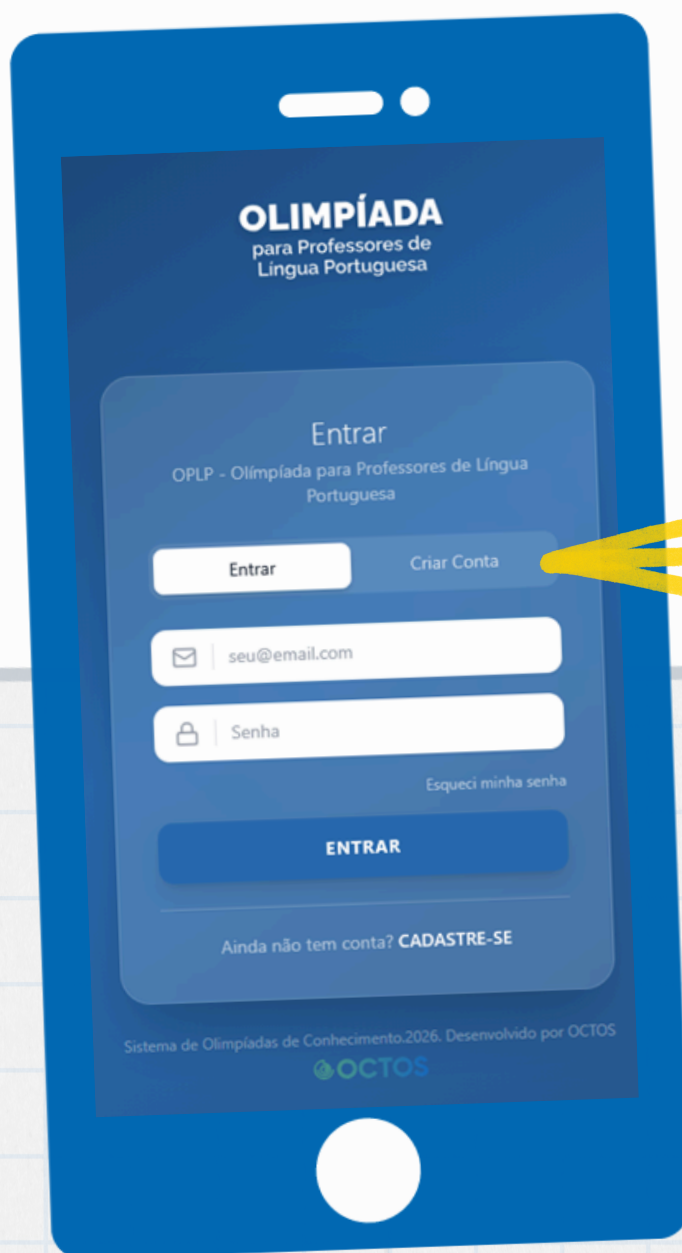 OLIMPÍADA
para Professores de
Língua Portuguesa
Entrar
OPLP - Olímpíada para Professores de Língua
Portuguesa
Entrar
Criar Conta
seu@email.com
Senha
Esqueci minha senha
ENTRAR
Ainda não tem conta? CADASTRE-SE
Sistema de Olimpíadas de Conhecimento.2026. Desenvolvido por OCTOS
OCTOS